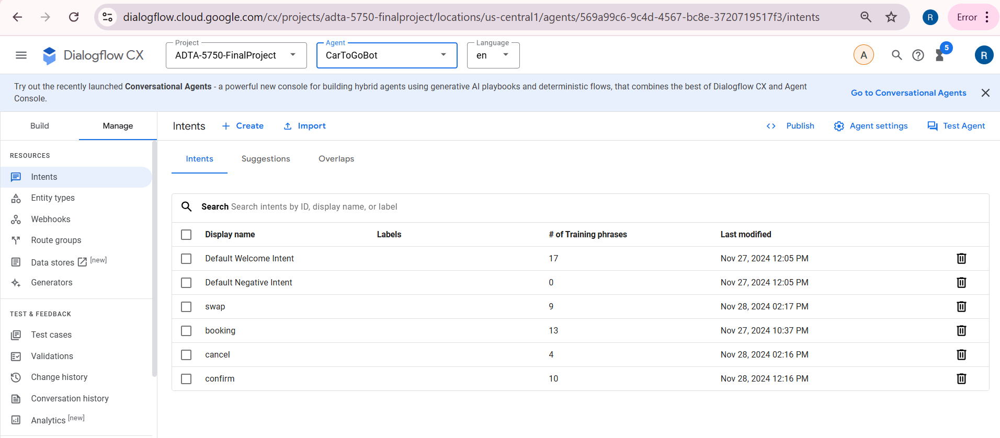 dialogflow.cloud.google.com/cx/projects/adta-5750-finalproject/locations/us-central1/agents/569a99c6-9c4d-4567-bc8e-3720719517f3/intents
R
Error
Dialogflow CX
Project
ADTA-5750-FinalProject
Agent
CarToGoBot
Language
en
A
5
R
Try out the recently launched Conversational Agents - a powerful new console for building hybrid agents using generative AI playbooks and deterministic flows, that combines the best of Dialogflow CX and Agent
Console.
Go to Conversational Agents
Build
Manage
Intents
Create
Import
Publish
Agent settings
Test Agent
RESOURCES
Intents
Entity types
Webhooks
Route groups
Data stores [new]
Generators
TEST & FEEDBACK
Test cases
Validations
Change history
Conversation history
Analytics [new]
Intents
Suggestions
Overlaps
Search Search intents by ID, display name, or label
Display name Labels # of Training phrases Last modified
Default Welcome Intent 17 Nov 27, 2024 12:05 PM
Default Negative Intent 0 Nov 27, 2024 12:05 PM
swap 9 Nov 28, 2024 02:17 PM
booking 13 Nov 27, 2024 10:37 PM
cancel 4 Nov 28, 2024 02:16 PM
confirm 10 Nov 28, 2024 12:16 PM